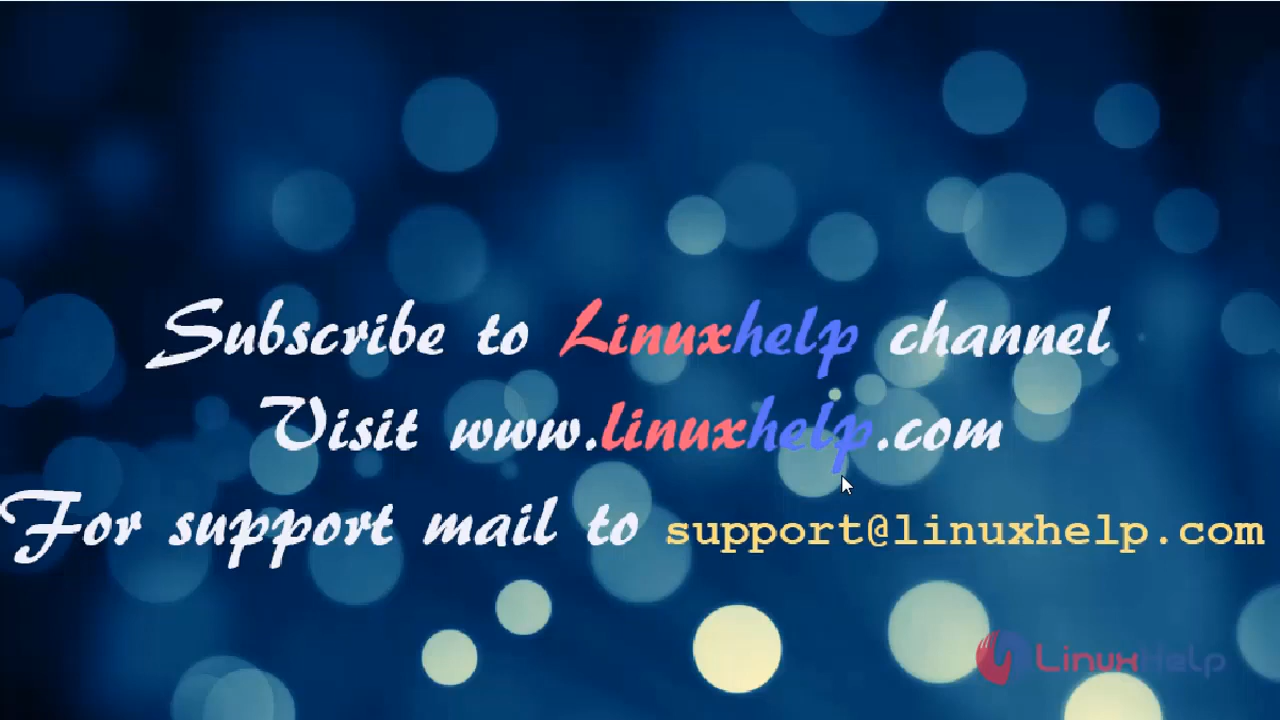 Subscribe to Linuxhelp channel
Visit www.linuxhelp.com
For support mail to support@linuxhelp.com
LinuxHelp